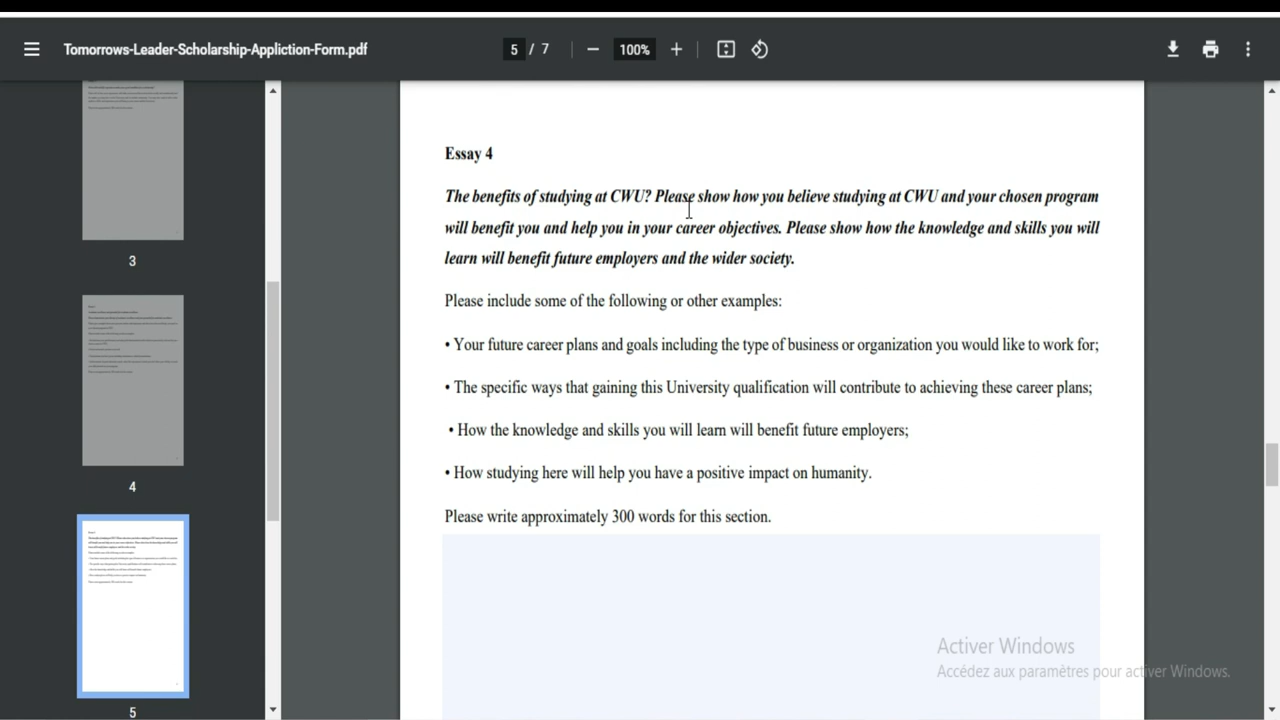 Tomorrows-Leader-Scholarship-Appliction-Form.pdf
5 / 7
100%
3
4
5
Essay 4
The benefits of studying at CWU? Please show how you believe studying at CWU and your chosen program
will benefit you and help you in your career objectives. Please show how the knowledge and skills you will
learn will benefit future employers and the wider society.
Please include some of the following or other examples:
• Your future career plans and goals including the type of business or organization you would like to work for;
• The specific ways that gaining this University qualification will contribute to achieving these career plans;
• How the knowledge and skills you will learn will benefit future employers;
• How studying here will help you have a positive impact on humanity.
Please write approximately 300 words for this section.
Activer Windows
Accédez aux paramètres pour activer Windows.